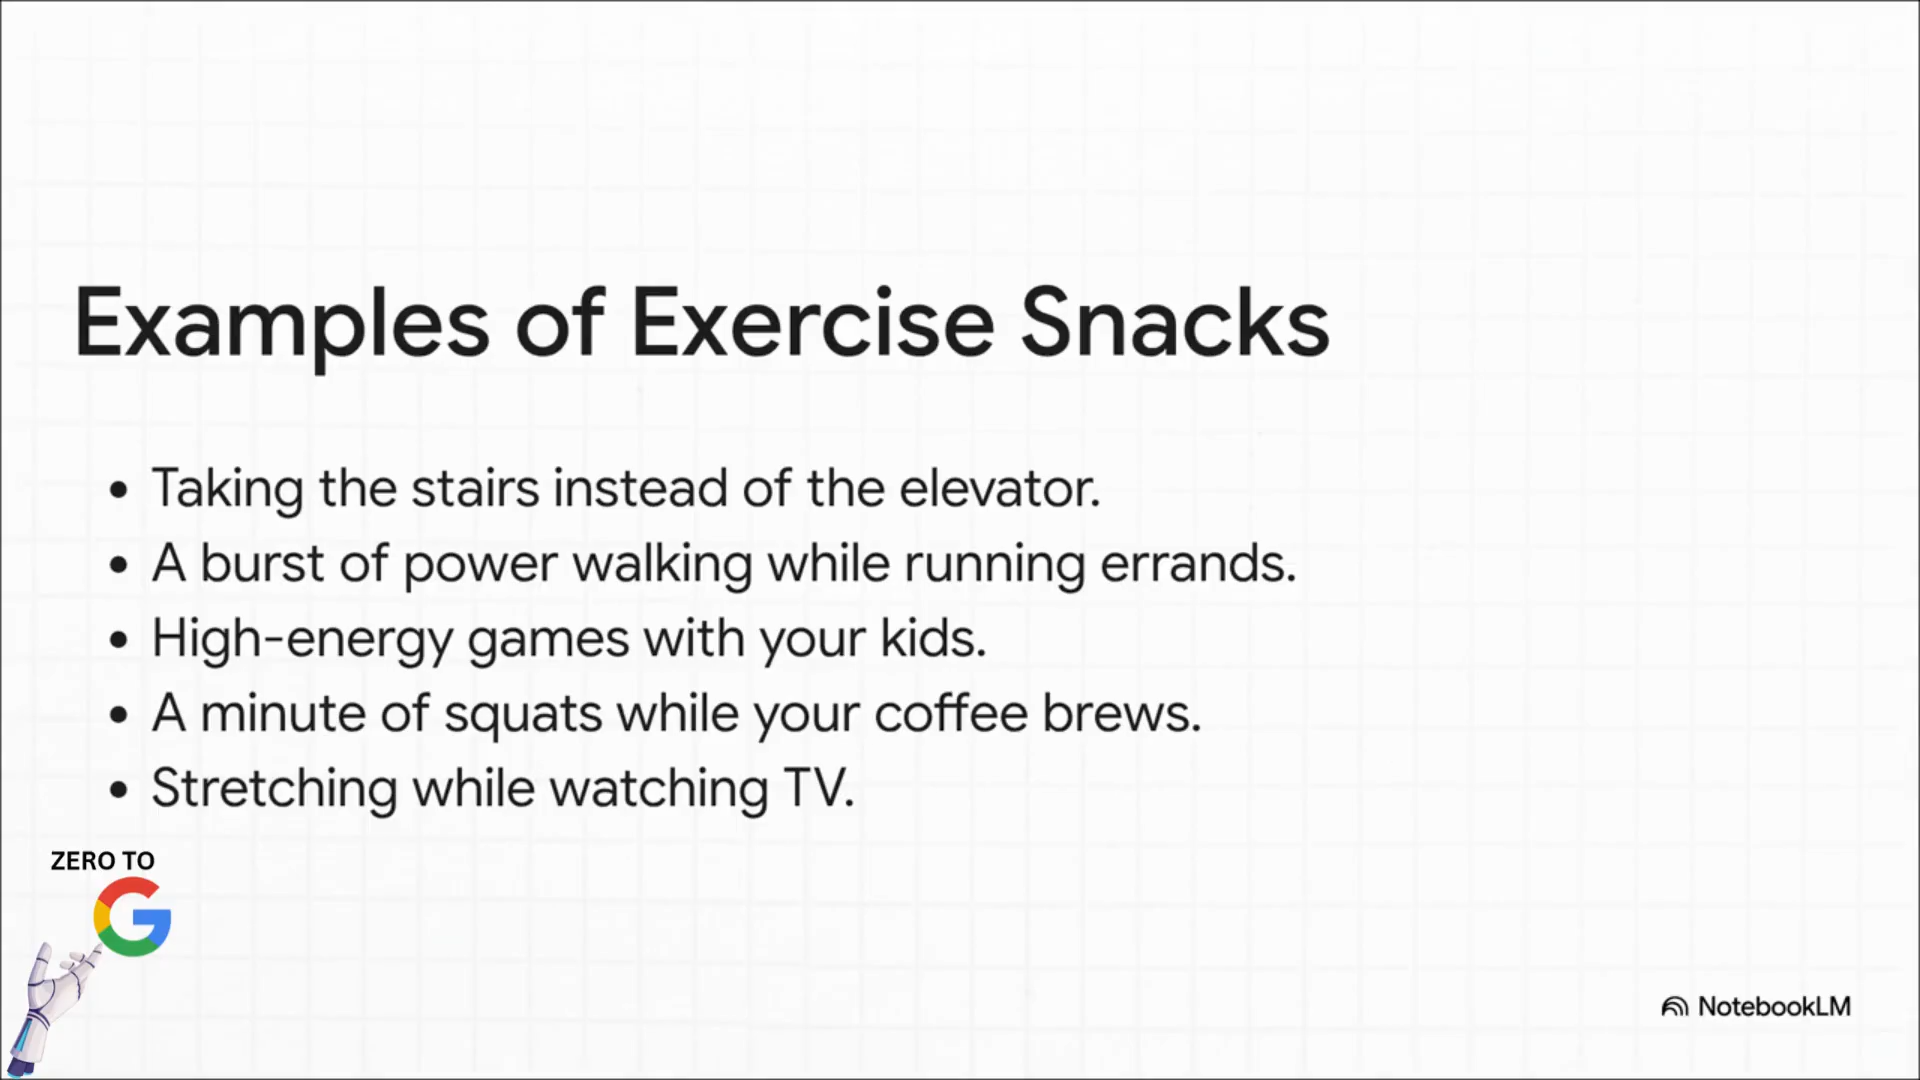 Examples of Exercise Snacks
• Taking the stairs instead of the elevator.
• A burst of power walking while running errands.
• High-energy games with your kids.
• A minute of squats while your coffee brews.
• Stretching while watching TV.
ZERO TO
G
NotebookLM